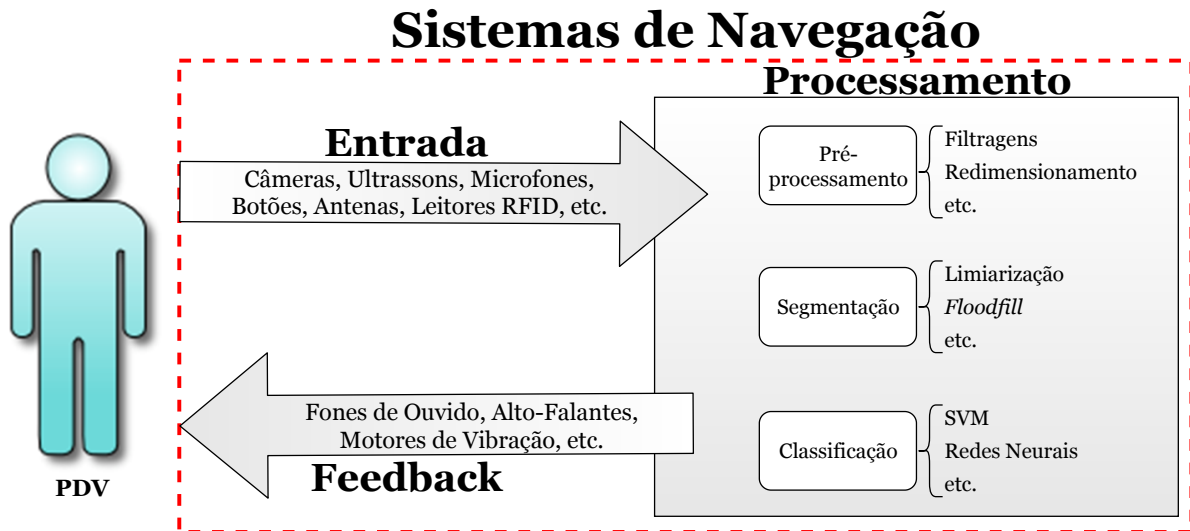 Sistemas de Navegação
Processamento
Entrada
Câmeras, Ultrassons, Microfones,
Botões, Antenas, Leitores RFID, etc.
Pré-
processamento
Filtragens
Redimensionamento
etc.
Segmentação
Limiarização
Floodfill
etc.
Classificação
SVM
Redes Neurais
etc.
Fones de Ouvido, Alto-Falantes,
Motores de Vibração, etc.
Feedback
PDV